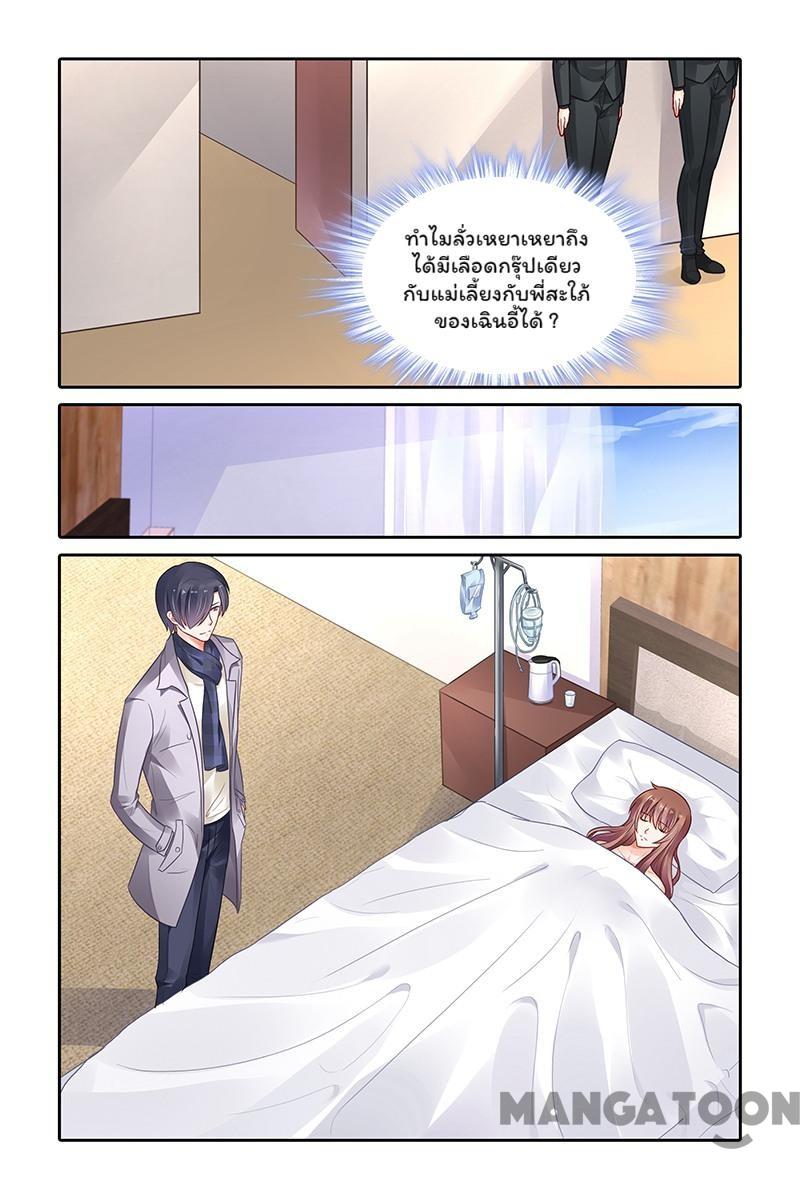 ทำไมลั่วเหยาเหยาถึง
ได้มีเลือดกรุ๊ปเดียว
กับแม่เลี้ยงกับพี่สะใภ้
ของเฉินอี้ได้ ?
MANGATOON